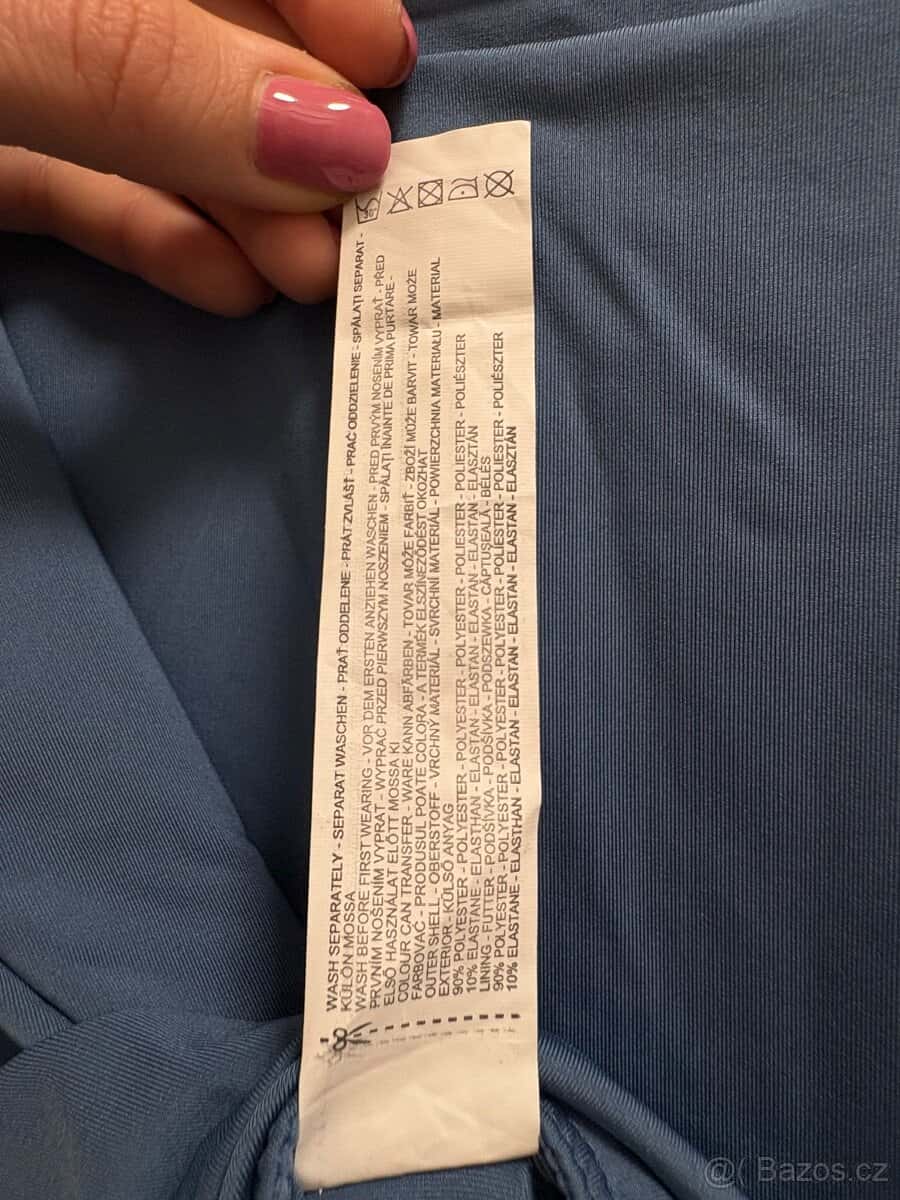 WASH SEPARATELY - SEPARAT WASCHEN - PRAŤ ODDELENE - PRÁT ZVLÁŠŤ - PRAĆ ODDZIELENIE - SPĂLAȚI SEPARAT -
KÜLÖN MOSSA
WASH BEFORE FIRST WEARING - VOR DEM ERSTEN ANZIEHEN WASCHEN - PRED PRVÝM NOSENÍM VYPRAŤ - PŘED
PRVNÍM NOŠENÍM VYPRAT - WYPRAĆ PRZED PIERWSZYM NOSZENIEM - SPĂLAȚI ÎNAINTE DE PRIMA PURTARE -
ELSŐ HASZNÁLAT ELŐTT MOSSA KI
COLOUR CAN TRANSFER - WARE KANN ABFÄRBEN - TOVAR MÔŽE FARBIŤ - ZBOŽÍ MŮŽE BARVIT - TOWAR MOŻE
FARBOWAĆ - PRODUSUL POATE COLORA - A TERMÉK ELSZÍNEZŐDÉST OKOZHAT
OUTER SHELL - OBERSTOFF - VRCHNÝ MATERIÁL - SVRCHNÍ MATERIÁL - POWIERZCHNIA MATERIAŁU - MATERIAL
EXTERIOR - KÜLSŐ ANYAG
90% POLYESTER - POLYESTER - POLYESTER - POLYESTER - POLIESTER - POLIESTER - POLIÉSZTER
10% ELASTANE - ELASTHAN - ELASTAN - ELASTAN - ELASTAN - ELASTAN - ELASZTÁN
LINING - FUTTER - PODŠÍVKA - PODŠÍVKA - PODSZEWKA - CĂPTUȘEALĂ - BÉLÉS
90% POLYESTER - POLYESTER - POLYESTER - POLYESTER - POLIESTER - POLIESTER - POLIÉSZTER
10% ELASTANE - ELASTHAN - ELASTAN - ELASTAN - ELASTAN - ELASTAN - ELASZTÁN
Bazos.cz